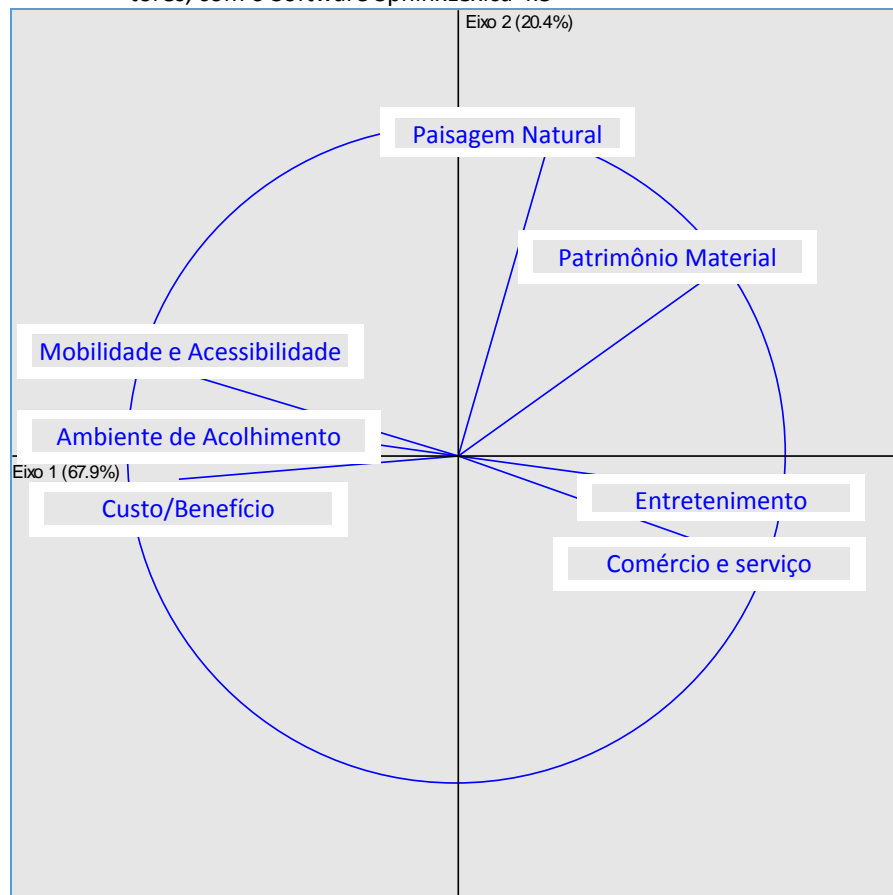 Eixo 2 (20.4%)
Paisagem Natural
Patrimônio Material
Mobilidade e Acessibilidade
Ambiente de Acolhimento
Eixo 1 (67.9%)
Custo/Benefício
Entretenimento
Comércio e serviço